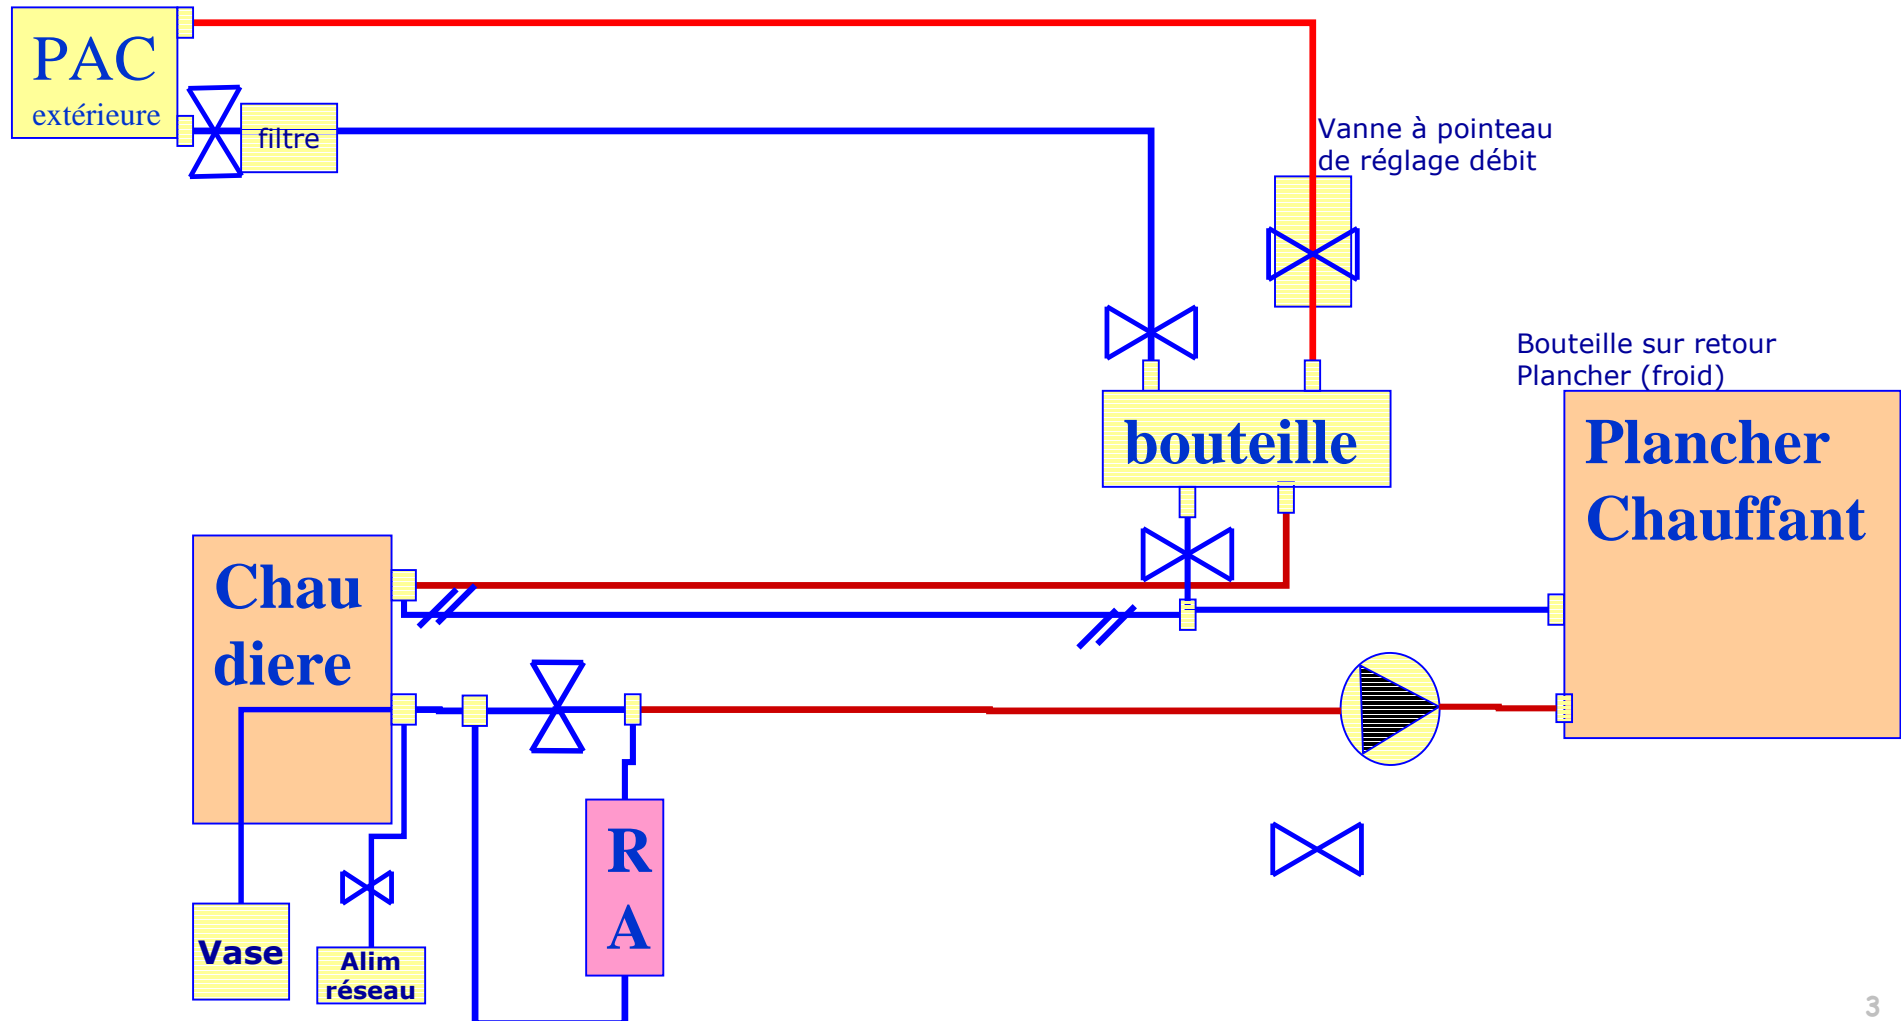 PAC
extérieure
filtre
Vanne à pointeau
de réglage débit
Bouteille sur retour
Plancher (froid)
bouteille
Plancher
Chauffant
Chau
diere
R
A
Vase
Alim
réseau
3